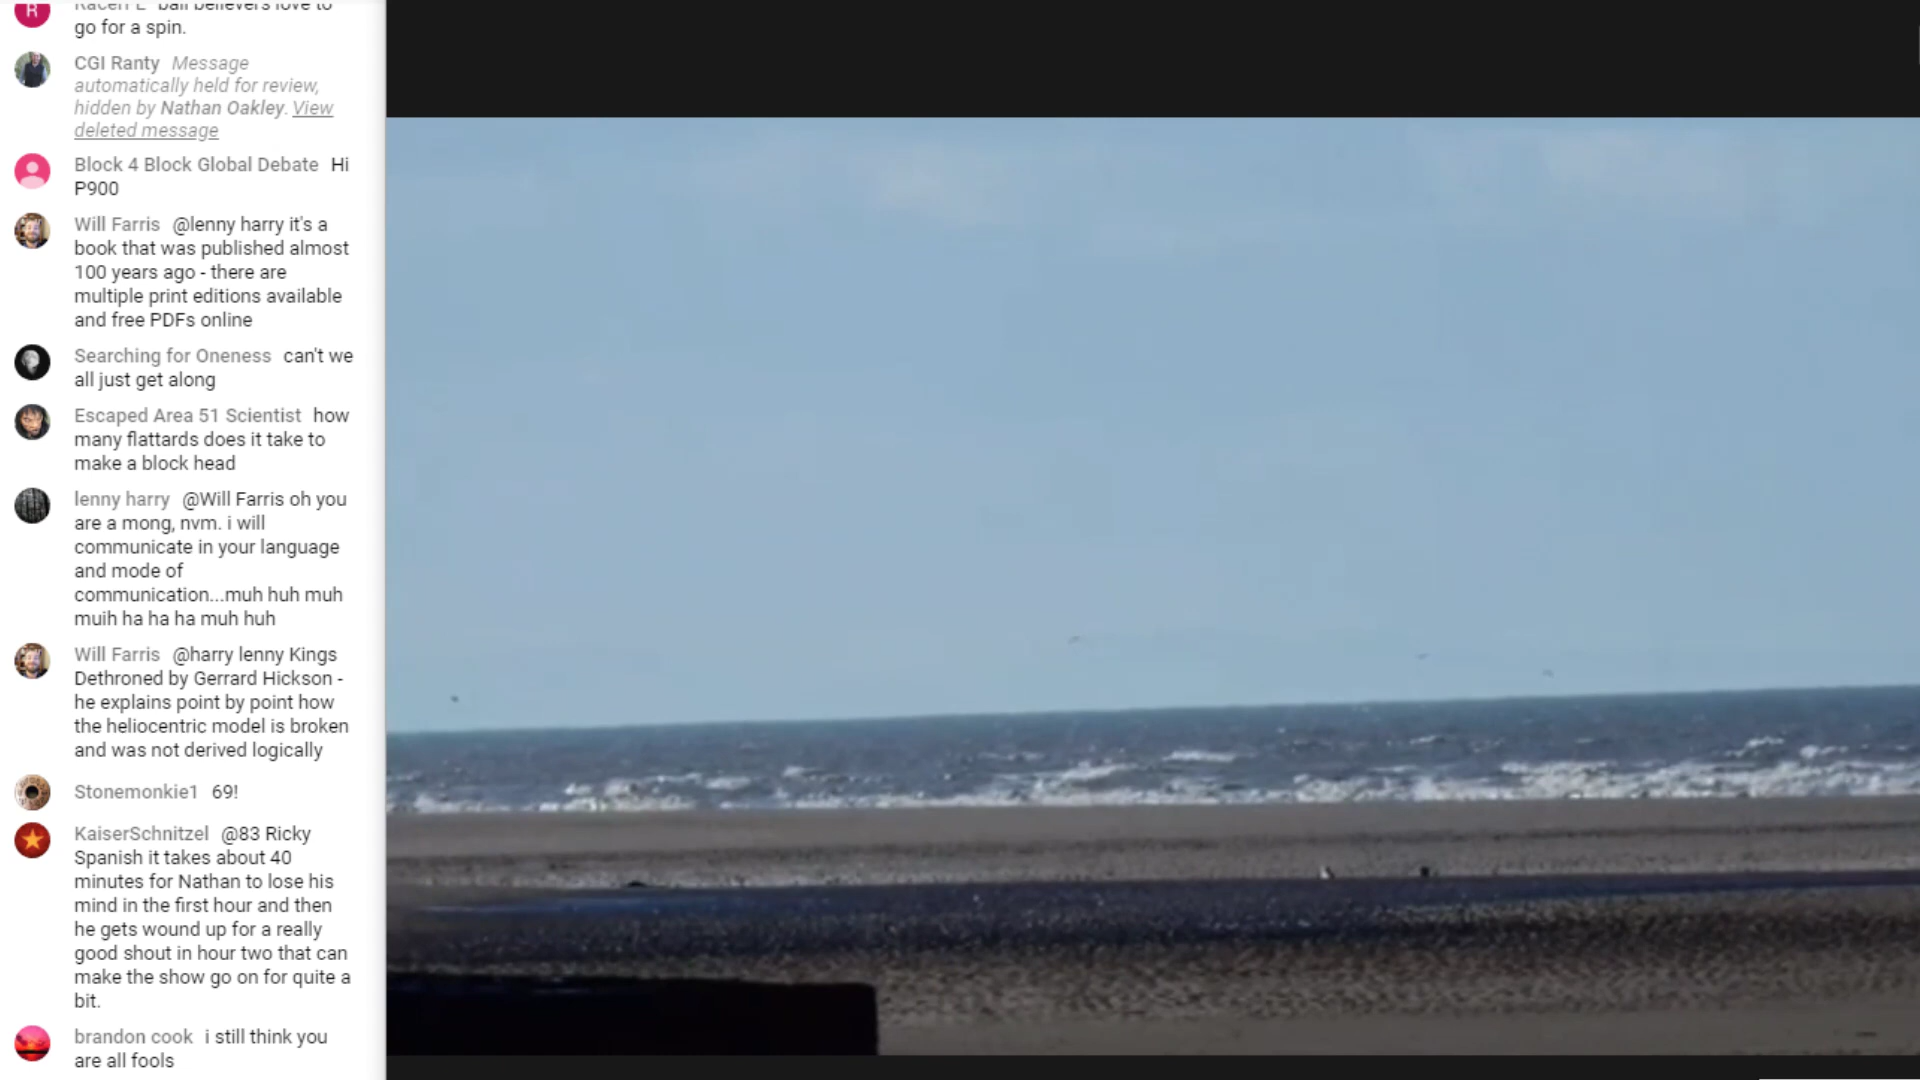 R
go for a spin.
CGI Ranty Message
automatically held for review,
hidden by Nathan Oakley. View
deleted message
Block 4 Block Global Debate Hi
P900
Will Farris @lenny harry it's a
book that was published almost
100 years ago - there are
multiple print editions available
and free PDFs online
Searching for Oneness can't we
all just get along
Escaped Area 51 Scientist how
many flattards does it take to
make a block head
lenny harry @Will Farris oh you
are a mong, nvm. i will
communicate in your language
and mode of
communication...muh huh muh
muih ha ha ha muh huh
Will Farris @harry lenny Kings
Dethroned by Gerrard Hickson -
he explains point by point how
the heliocentric model is broken
and was not derived logically
Stonemonkie1 69!
KaiserSchnitzel @83 Ricky
Spanish it takes about 40
minutes for Nathan to lose his
mind in the first hour and then
he gets wound up for a really
good shout in hour two that can
make the show go on for quite a
bit.
brandon cook i still think you
are all fools